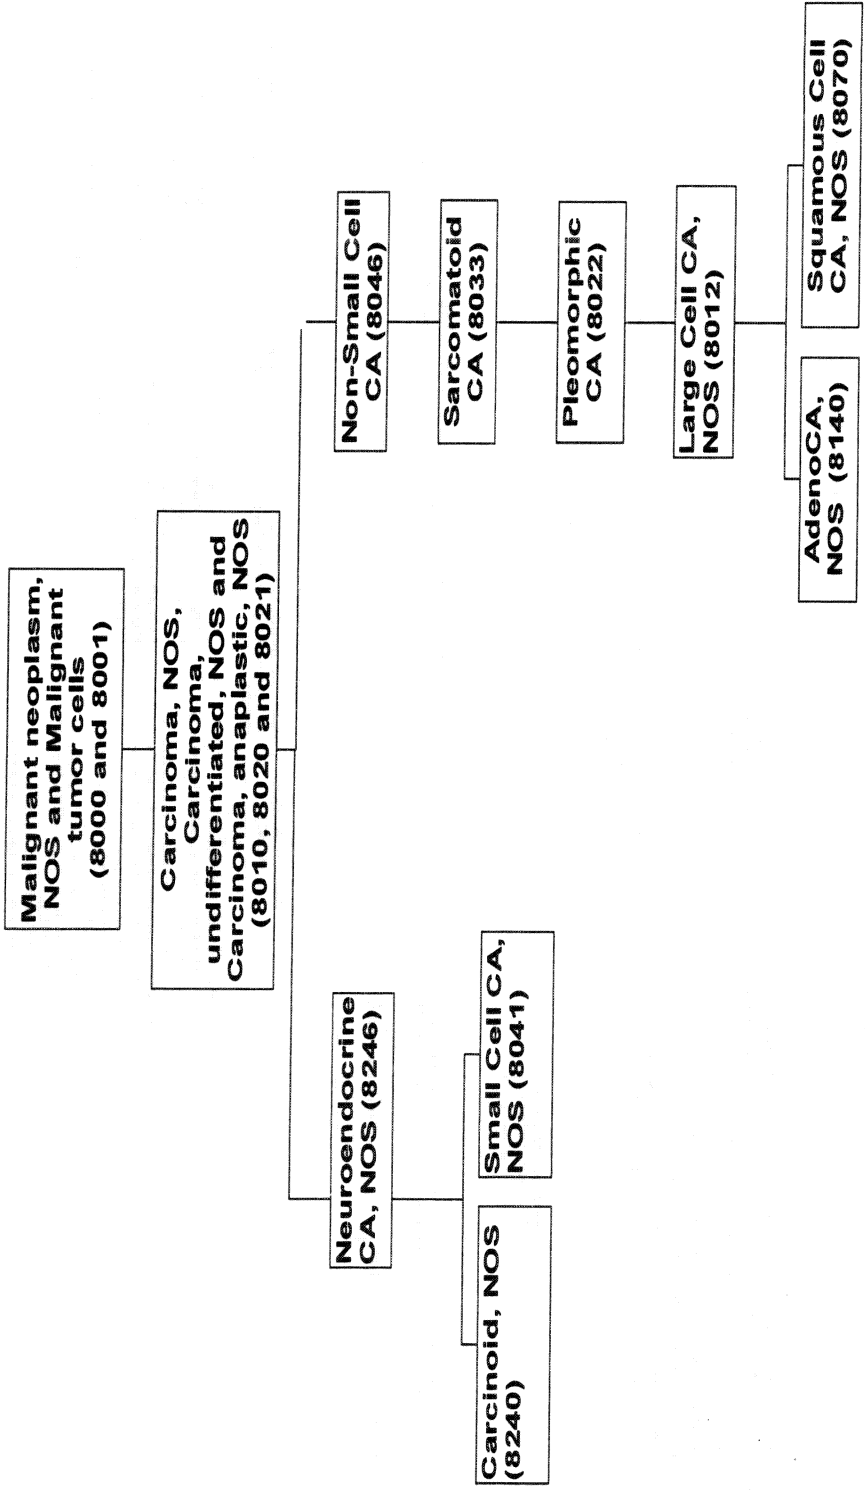 Malignant neoplasm,
NOS and Malignant
tumor cells
(8000 and 8001)
Carcinoma, NOS,
Carcinoma,
undifferentiated, NOS and
Carcinoma, anaplastic, NOS
(8010, 8020 and 8021)
Neuroendocrine
CA, NOS (8246)
Carcinoid, NOS
(8240)
Small Cell CA,
NOS (8041)
Non-Small Cell
CA (8046)
Sarcomatoid
CA (8033)
Pleomorphic
CA (8022)
Large Cell CA,
NOS (8012)
AdenoCA,
NOS (8140)
Squamous Cell
CA, NOS (8070)